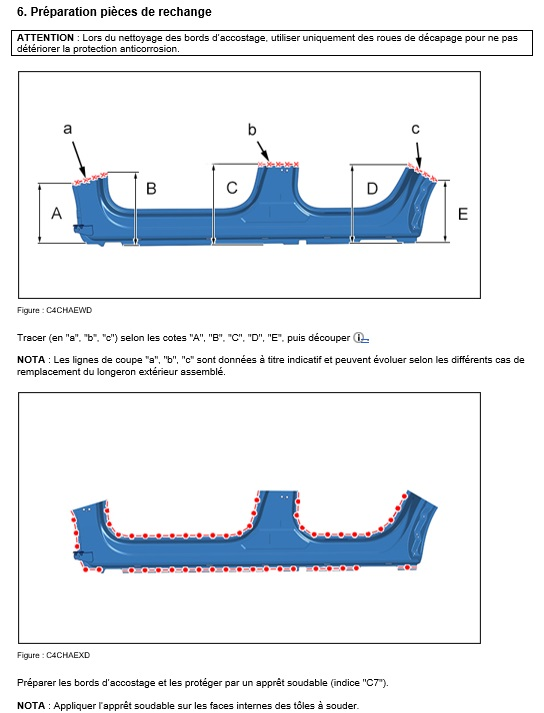 6. Préparation pièces de rechange
ATTENTION : Lors du nettoyage des bords d'accostage, utiliser uniquement des roues de décapage pour ne pas
détériorer la protection anticorrosion.
a
b
c
A
B
C
D
E
Figure : C4CHAEWD
Tracer (en "a", "b", "c") selon les cotes "A", "B", "C", "D", "E", puis découper
NOTA : Les lignes de coupe "a", "b", "c" sont données à titre indicatif et peuvent évoluer selon les différents cas de
remplacement du longeron extérieur assemblé.
Figure : C4CHAEXD
Préparer les bords d'accostage et les protéger par un apprêt soudable (indice "C7").
NOTA : Appliquer l'apprêt soudable sur les faces internes des tôles à souder.